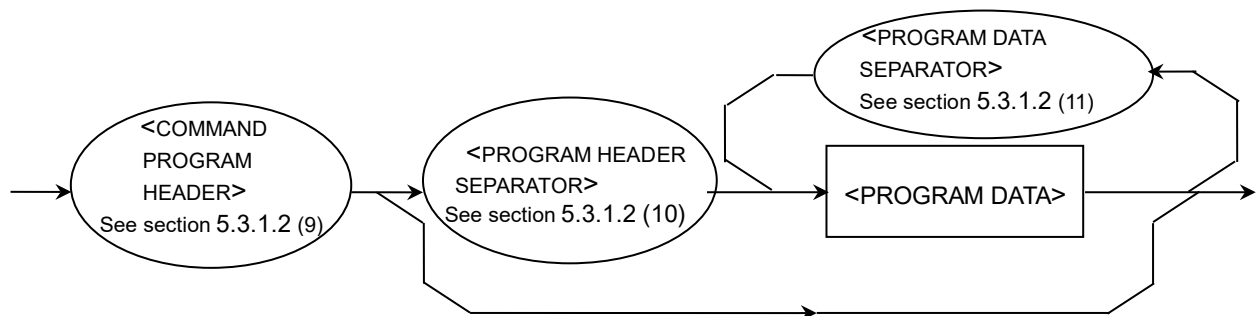 <COMMAND
PROGRAM
HEADER>
See section 5.3.1.2 (9)
<PROGRAM HEADER
SEPARATOR>
See section 5.3.1.2 (10)
<PROGRAM DATA
SEPARATOR>
See section 5.3.1.2 (11)
<PROGRAM DATA>